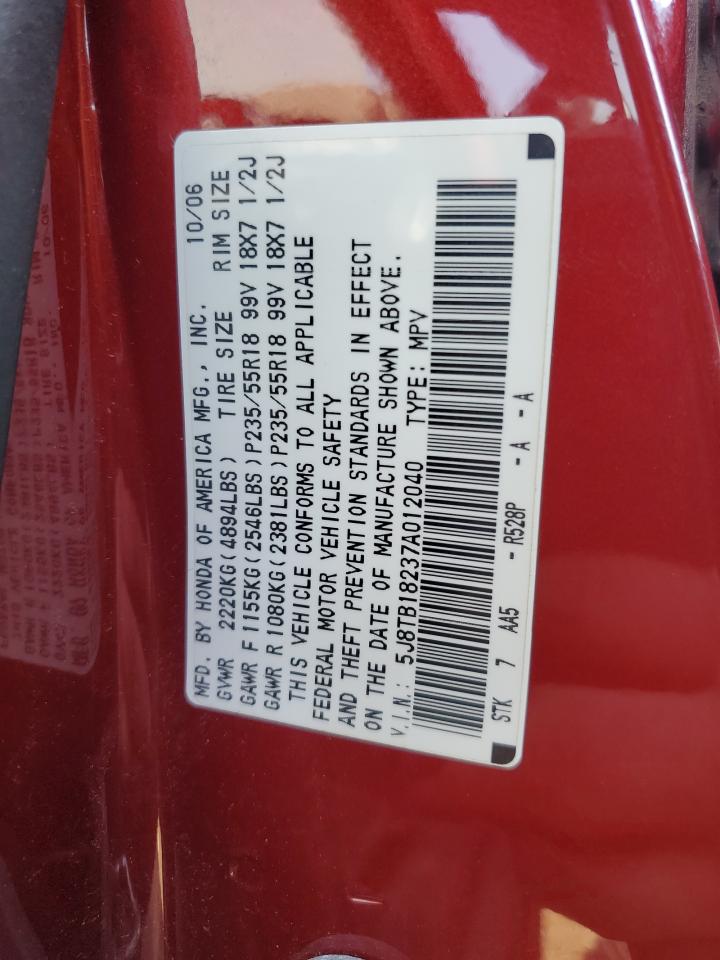 MFD. BY HONDA OF AMERICA MFG., INC. 10/06
GVWR 2220KG(4894LBS) TIRE SIZE RIM SIZE
GAWR F 1155KG(2546LBS)P235/55R18 99V 18X7 1/2J
GAWR R 1080KG(2381LBS)P235/55R18 99V 18X7 1/2J
THIS VEHICLE CONFORMS TO ALL APPLICABLE
FEDERAL MOTOR VEHICLE SAFETY
AND THEFT PREVENTION STANDARDS IN EFFECT
ON THE DATE OF MANUFACTURE SHOWN ABOVE.
V.I.N.: 5J8TB18237A012040 TYPE: MPV
STK 7 AA5 - R528P - A - A